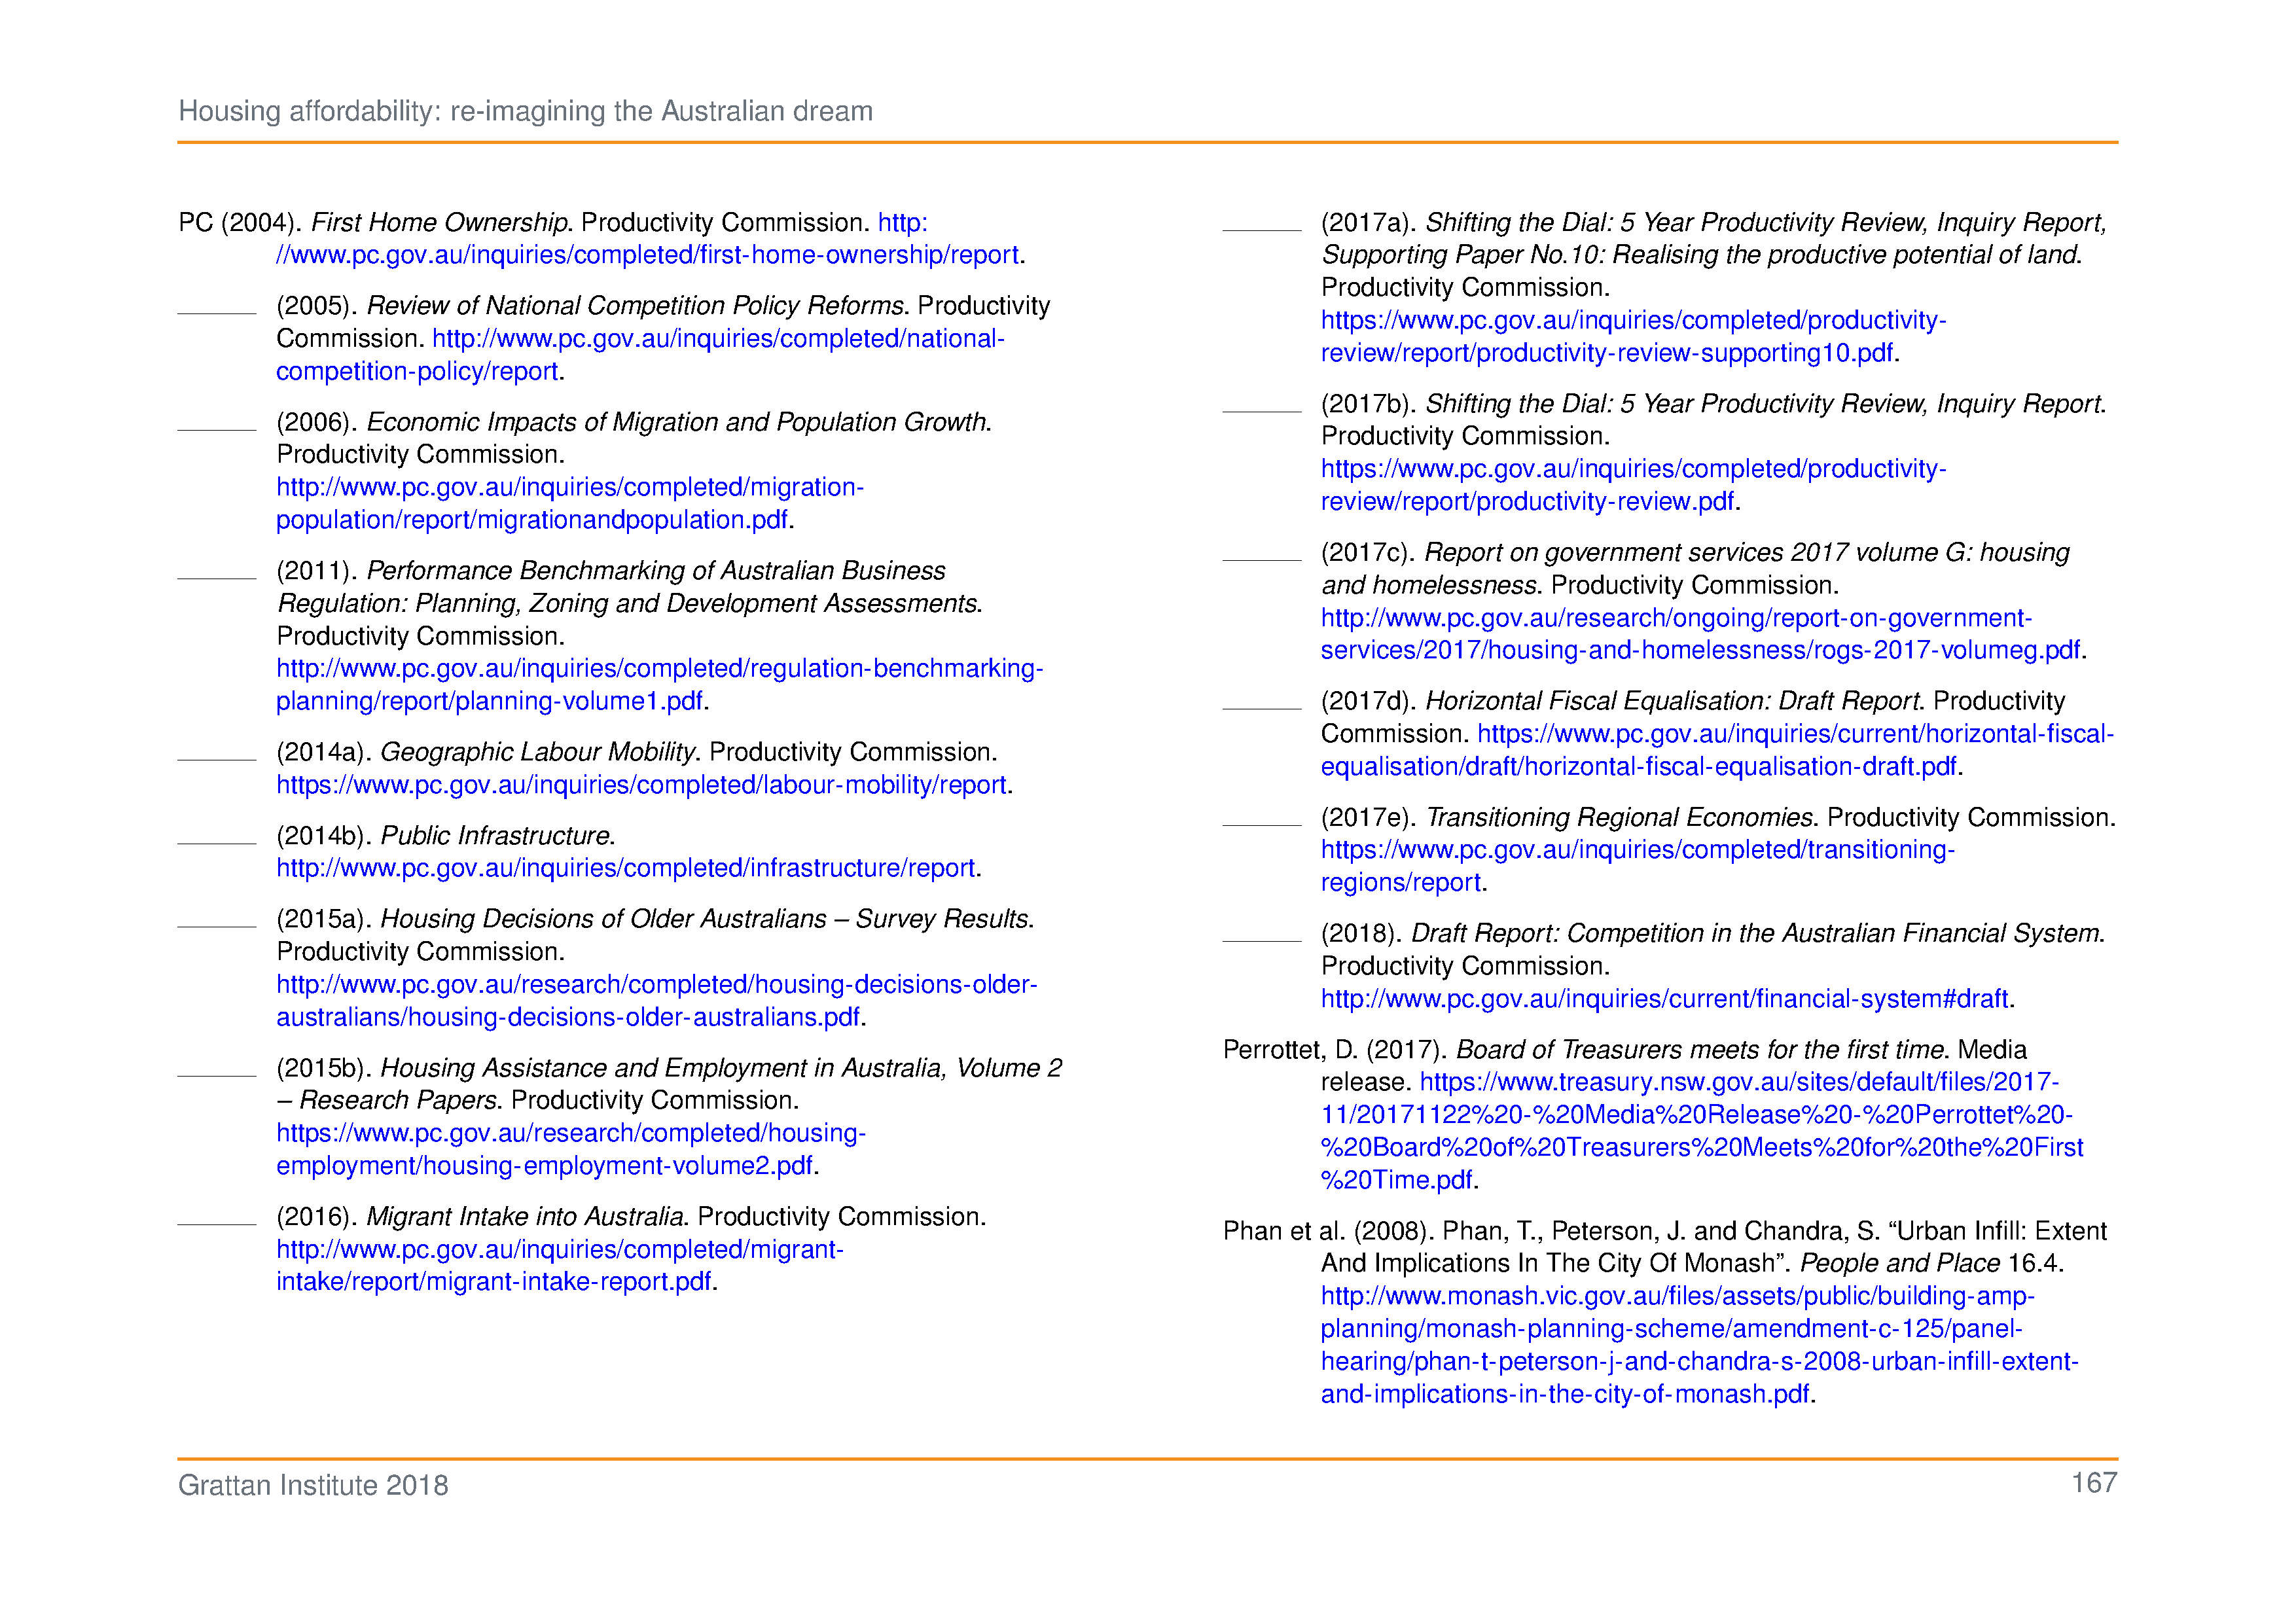 Housing affordability: re-imagining the Australian dream
PC (2004). First Home Ownership. Productivity Commission. http:
//www.pc.gov.au/inquiries/completed/first-home-ownership/report.
(2005). Review of National Competition Policy Reforms. Productivity
Commission. http://www.pc.gov.au/inquiries/completed/national-
competition-policy/report.
(2006). Economic Impacts of Migration and Population Growth.
Productivity Commission.
http://www.pc.gov.au/inquiries/completed/migration-
population/report/migrationandpopulation.pdf.
(2011). Performance Benchmarking of Australian Business
Regulation: Planning, Zoning and Development Assessments.
Productivity Commission.
http://www.pc.gov.au/inquiries/completed/regulation-benchmarking-
planning/report/planning-volume1.pdf.
(2014a). Geographic Labour Mobility. Productivity Commission.
https://www.pc.gov.au/inquiries/completed/labour-mobility/report.
(2014b). Public Infrastructure.
http://www.pc.gov.au/inquiries/completed/infrastructure/report.
(2015a). Housing Decisions of Older Australians – Survey Results.
Productivity Commission.
http://www.pc.gov.au/research/completed/housing-decisions-older-
australians/housing-decisions-older-australians.pdf.
(2015b). Housing Assistance and Employment in Australia, Volume 2
– Research Papers. Productivity Commission.
https://www.pc.gov.au/research/completed/housing-
employment/housing-employment-volume2.pdf.
(2016). Migrant Intake into Australia. Productivity Commission.
http://www.pc.gov.au/inquiries/completed/migrant-
intake/report/migrant-intake-report.pdf.
(2017a). Shifting the Dial: 5 Year Productivity Review, Inquiry Report,
Supporting Paper No.10: Realising the productive potential of land.
Productivity Commission.
https://www.pc.gov.au/inquiries/completed/productivity-
review/report/productivity-review-supporting10.pdf.
(2017b). Shifting the Dial: 5 Year Productivity Review, Inquiry Report.
Productivity Commission.
https://www.pc.gov.au/inquiries/completed/productivity-
review/report/productivity-review.pdf.
(2017c). Report on government services 2017 volume G: housing
and homelessness. Productivity Commission.
http://www.pc.gov.au/research/ongoing/report-on-government-
services/2017/housing-and-homelessness/rogs-2017-volumeg.pdf.
(2017d). Horizontal Fiscal Equalisation: Draft Report. Productivity
Commission. https://www.pc.gov.au/inquiries/current/horizontal-fiscal-
equalisation/draft/horizontal-fiscal-equalisation-draft.pdf.
(2017e). Transitioning Regional Economies. Productivity Commission.
https://www.pc.gov.au/inquiries/completed/transitioning-
regions/report.
(2018). Draft Report: Competition in the Australian Financial System.
Productivity Commission.
http://www.pc.gov.au/inquiries/current/financial-system#draft.
Perrottet, D. (2017). Board of Treasurers meets for the first time. Media
release. https://www.treasury.nsw.gov.au/sites/default/files/2017-
11/20171122%20-%20Media%20Release%20-%20Perrottet%20-
%20Board%20of%20Treasurers%20Meets%20for%20the%20First
%20Time.pdf.
Phan et al. (2008). Phan, T., Peterson, J. and Chandra, S. “Urban Infill: Extent
And Implications In The City Of Monash”. People and Place 16.4.
http://www.monash.vic.gov.au/files/assets/public/building-amp-
planning/monash-planning-scheme/amendment-c-125/panel-
hearing/phan-t-peterson-j-and-chandra-s-2008-urban-infill-extent-
and-implications-in-the-city-of-monash.pdf.
Grattan Institute 2018
167